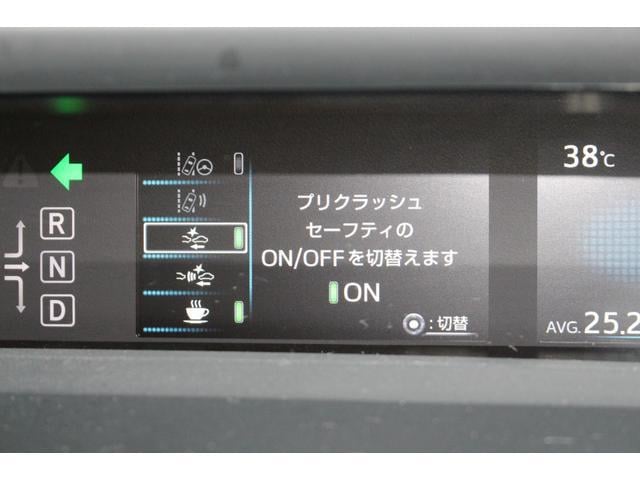 38℃
プリクラッシュ
セーフティの
ON/OFFを切替えます
ON
:切替
R
N
D
AVG. 25.2